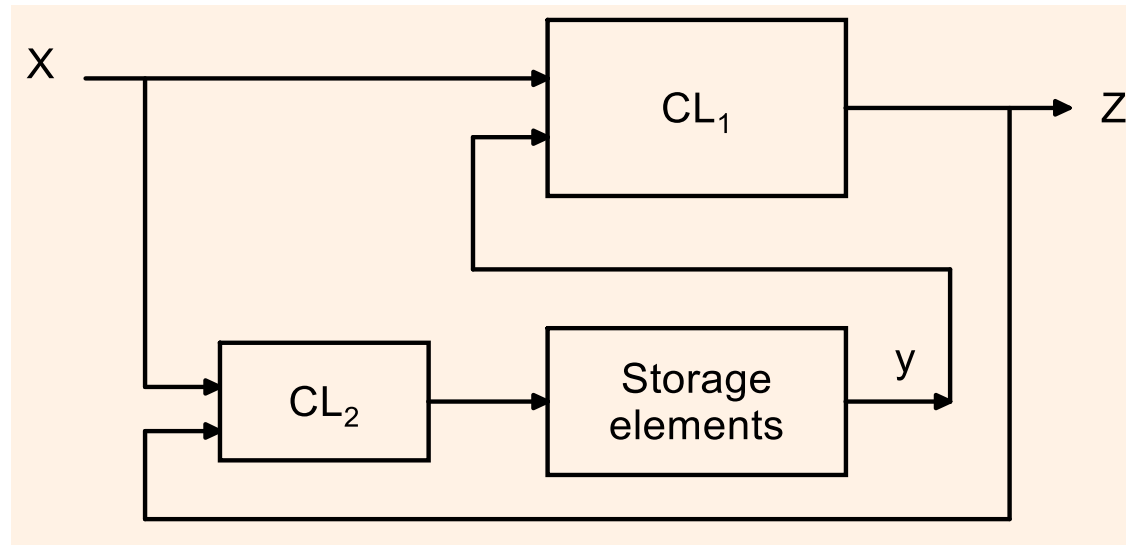 X
CL₁
Z
y
CL₂
Storage
elements